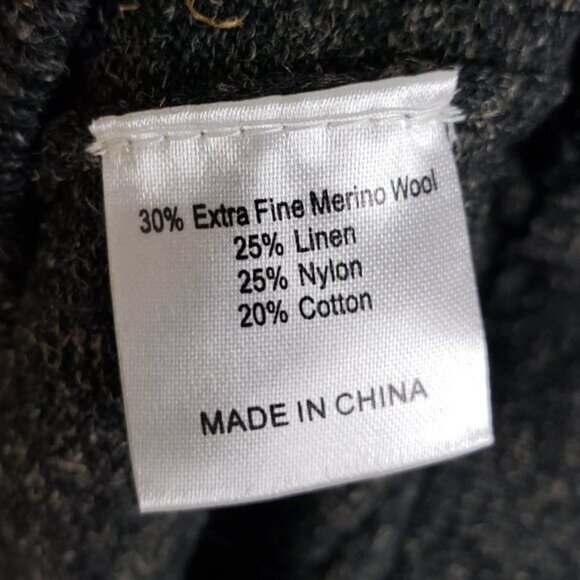 30% Extra Fine Merino Wool
25% Linen
25% Nylon
20% Cotton
MADE IN CHINA